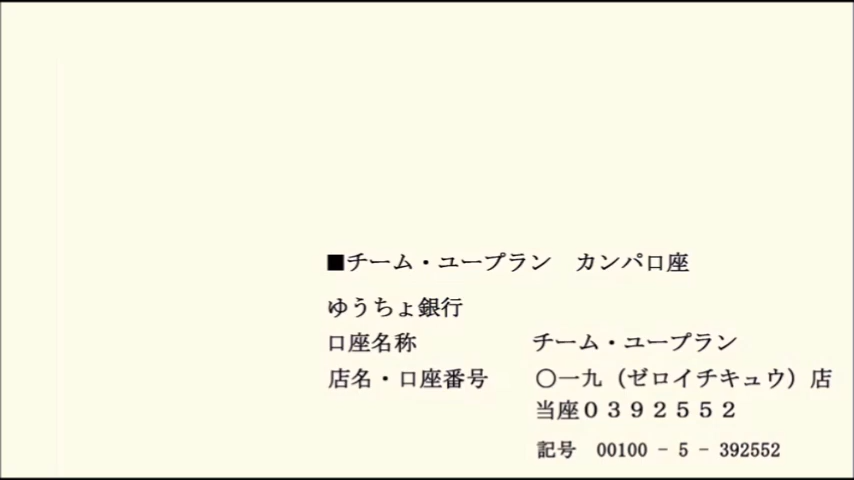 ■チーム・ユープラン　カンパ口座
ゆうちょ銀行
口座名称　チーム・ユープラン
店名・口座番号　〇一九（ゼロイチキュウ）店
当座０３９２５５２
記号　00100 - 5 - 392552